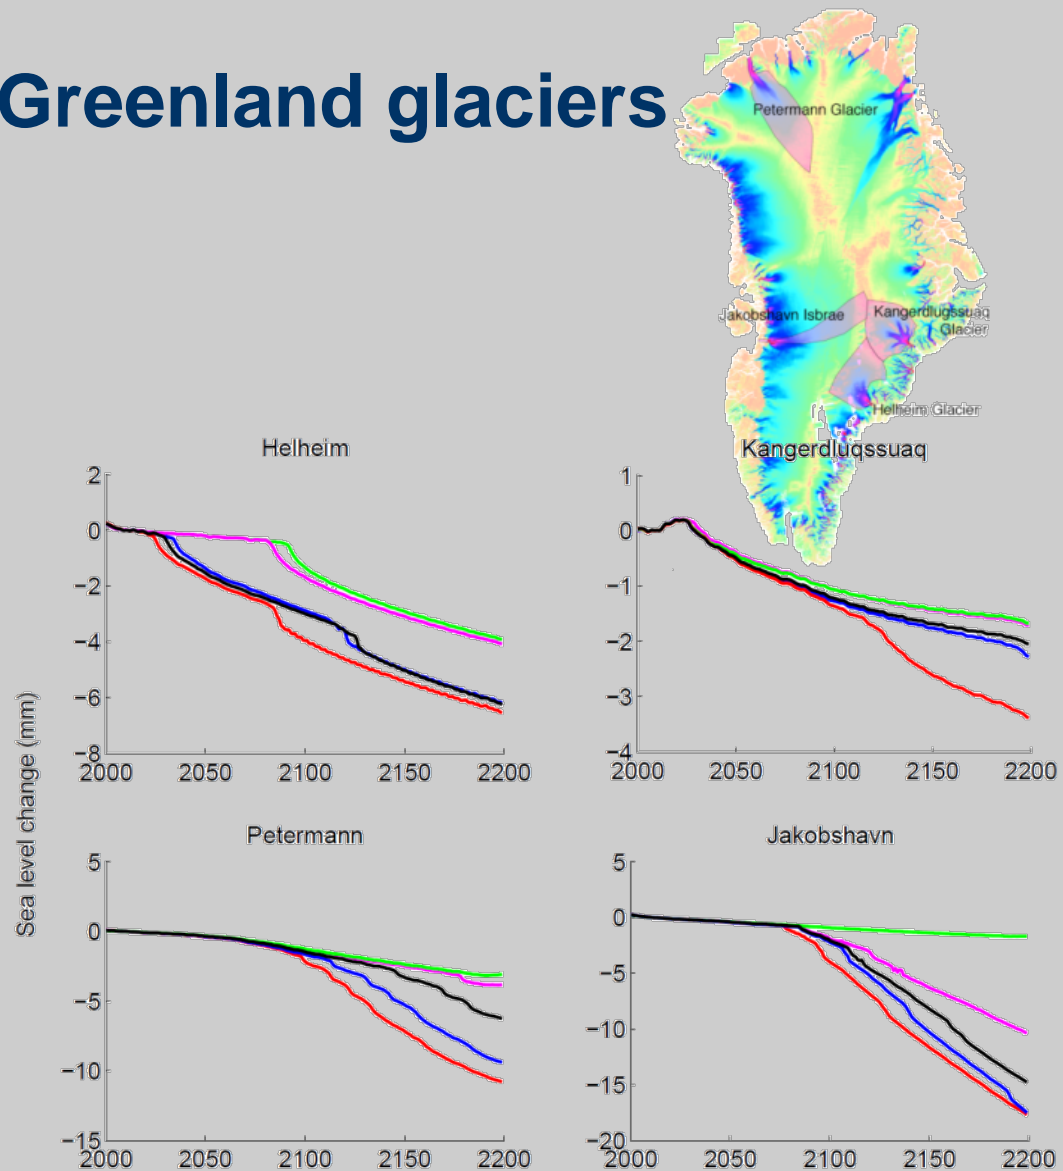 Greenland glaciers
Petermann Glacier
Jakobshavn Isbrae
Kangerdlugssuaq
Glacier
Helheim Glacier
Sea level change (mm)
Helheim
2
0
−2
−4
−6
−8
2000 2050 2100 2150 2200
Kangerdlugssuaq
1
0
−1
−2
−3
−4
2000 2050 2100 2150 2200
Petermann
5
0
−5
−10
−15
2000 2050 2100 2150 2200
Jakobshavn
5
0
−5
−10
−15
−20
2000 2050 2100 2150 2200